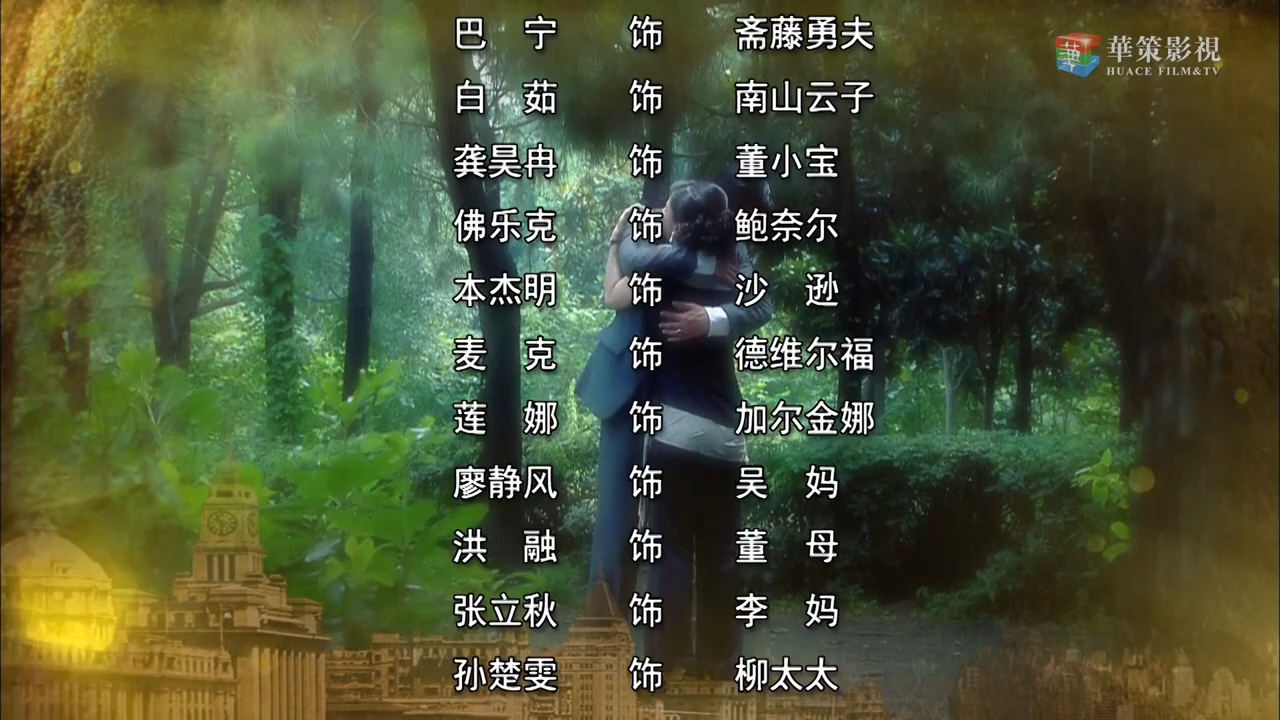 華策影視
HUACE FILM&TV
巴 宁 饰 斋藤勇夫
白 茹 饰 南山云子
龚昊冉 饰 董小宝
佛乐克 饰 鲍奈尔
本杰明 饰 沙 逊
麦 克 饰 德维尔福
莲 娜 饰 加尔金娜
廖静风 饰 吴 妈
洪 融 饰 董 母
张立秋 饰 李 妈
孙楚雯 饰 柳太太